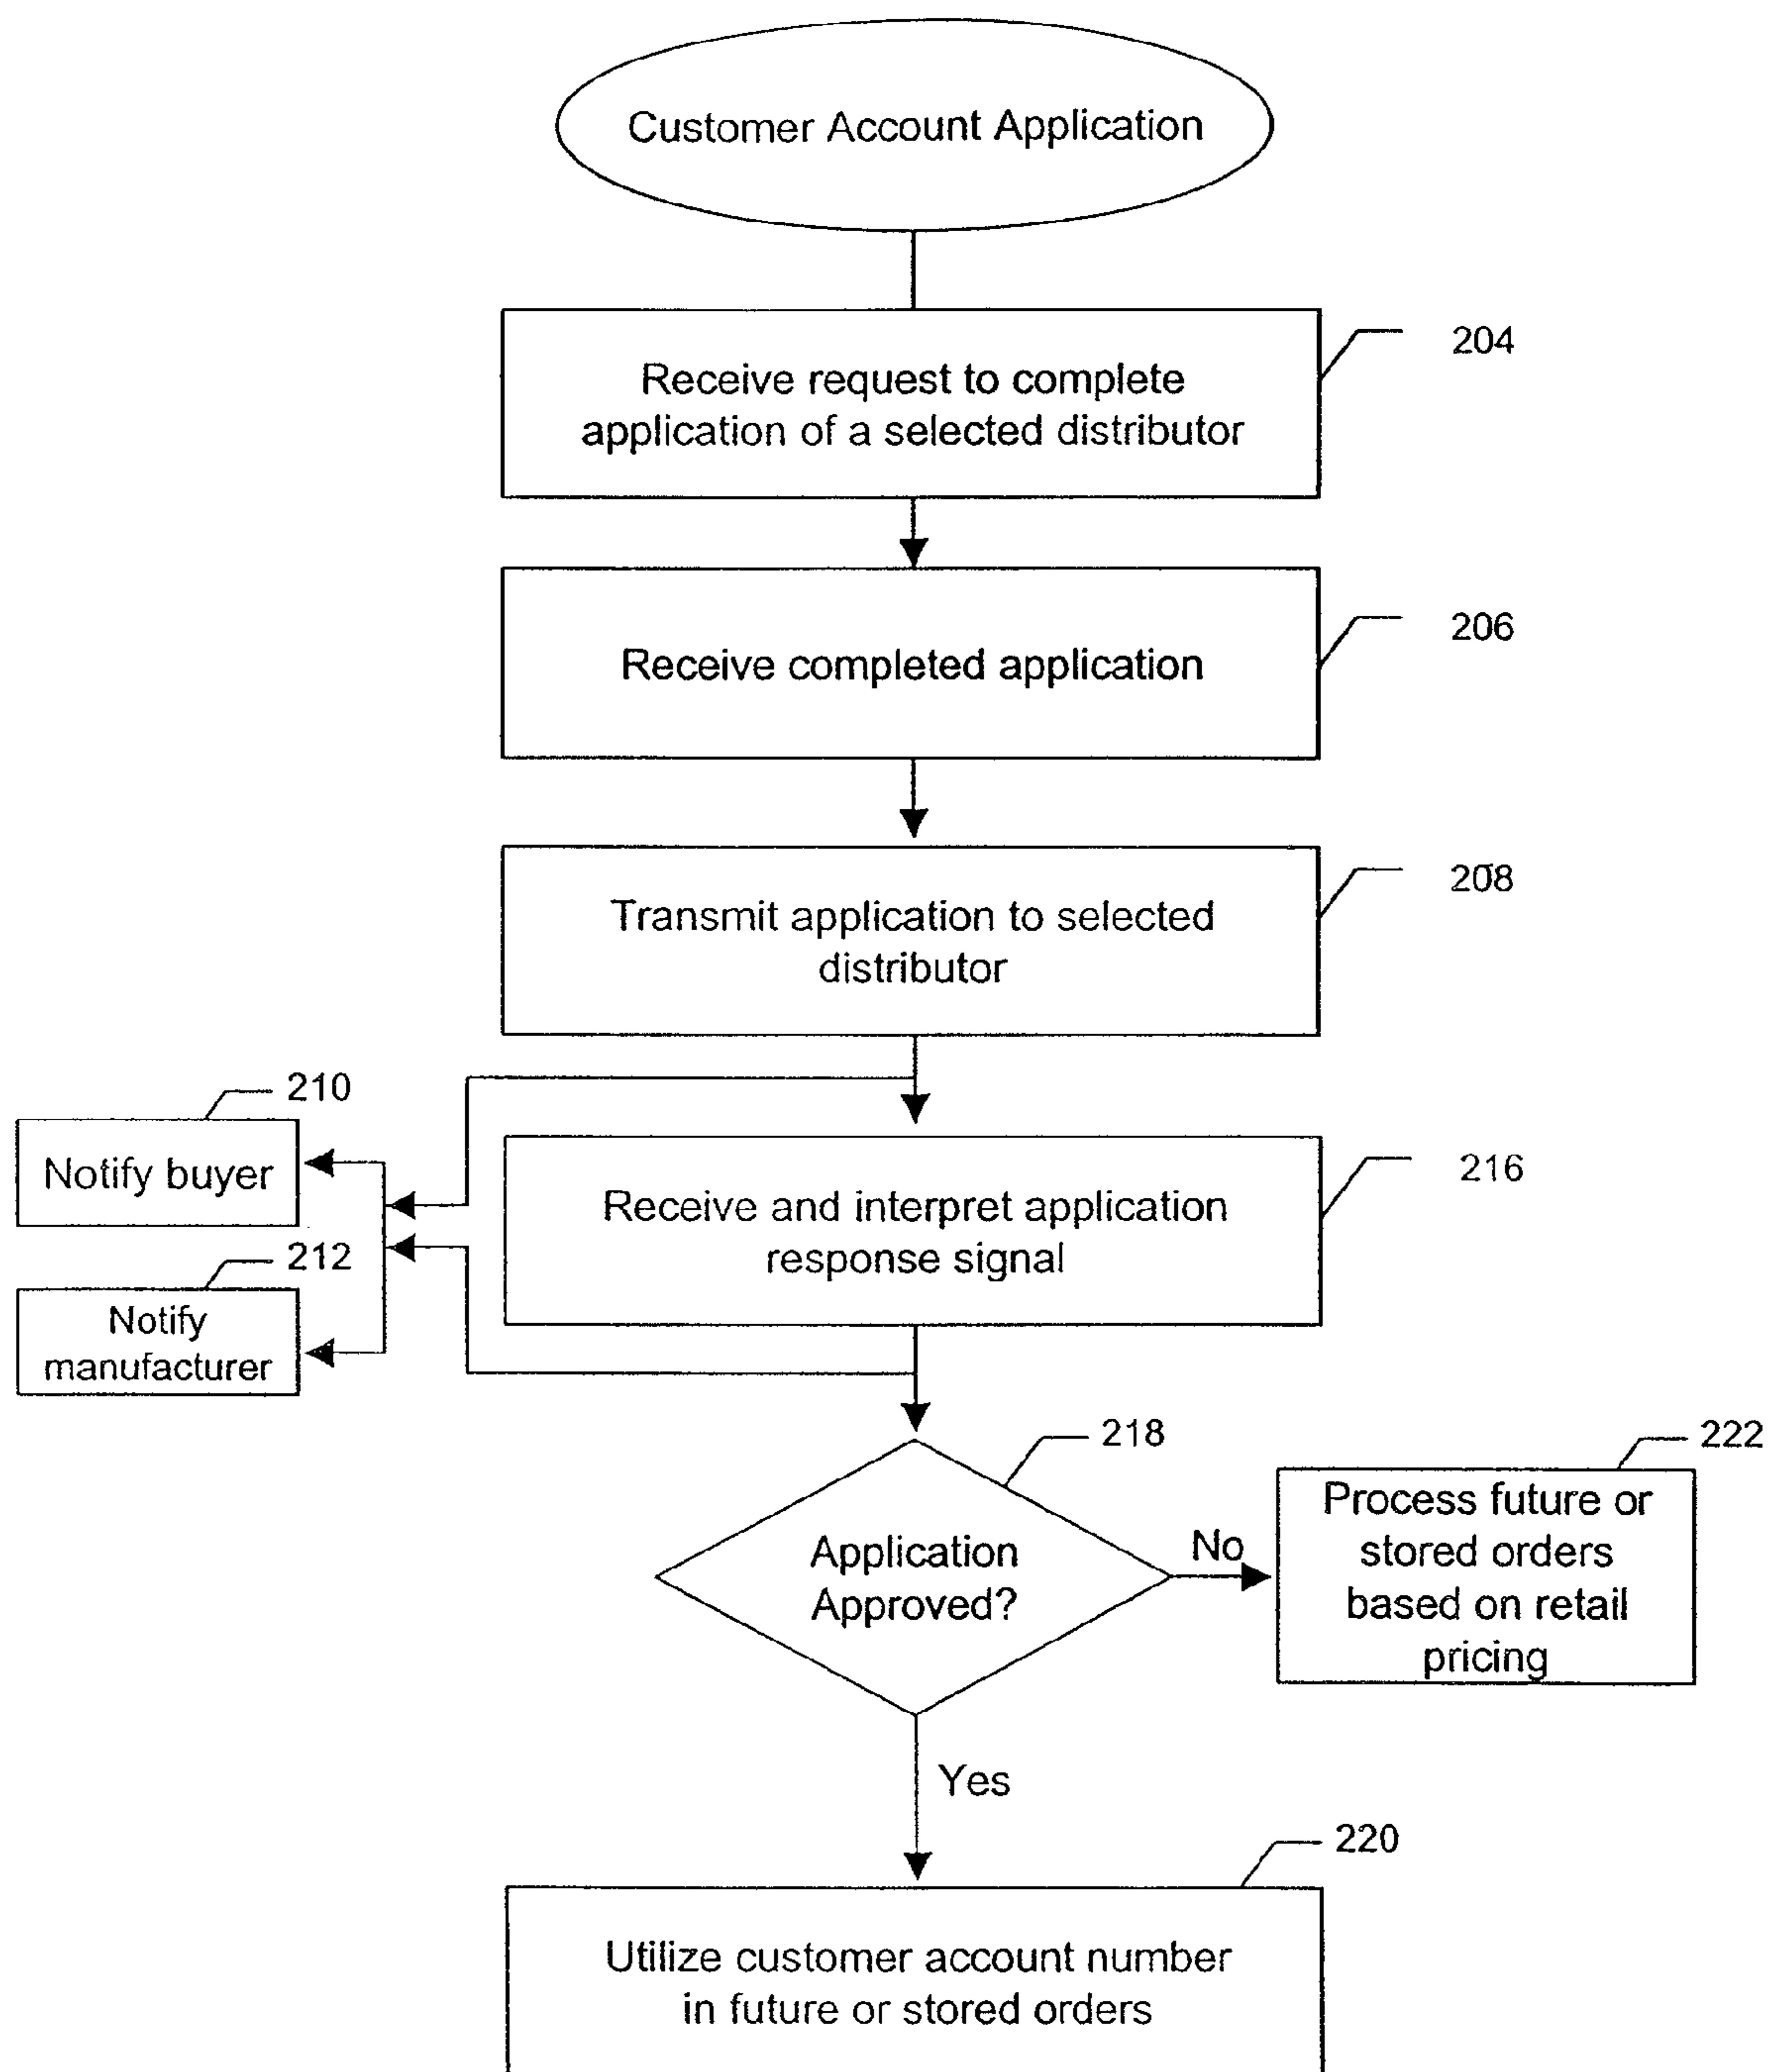 Customer Account Application
204
Receive request to complete
application of a selected distributor
206
Receive completed application
208
Transmit application to selected
distributor
210
Notify buyer
216
Receive and interpret application
response signal
212
Notify
manufacturer
218
Application
Approved?
No
222
Process future or
stored orders
based on retail
pricing
Yes
220
Utilize customer account number
in future or stored orders